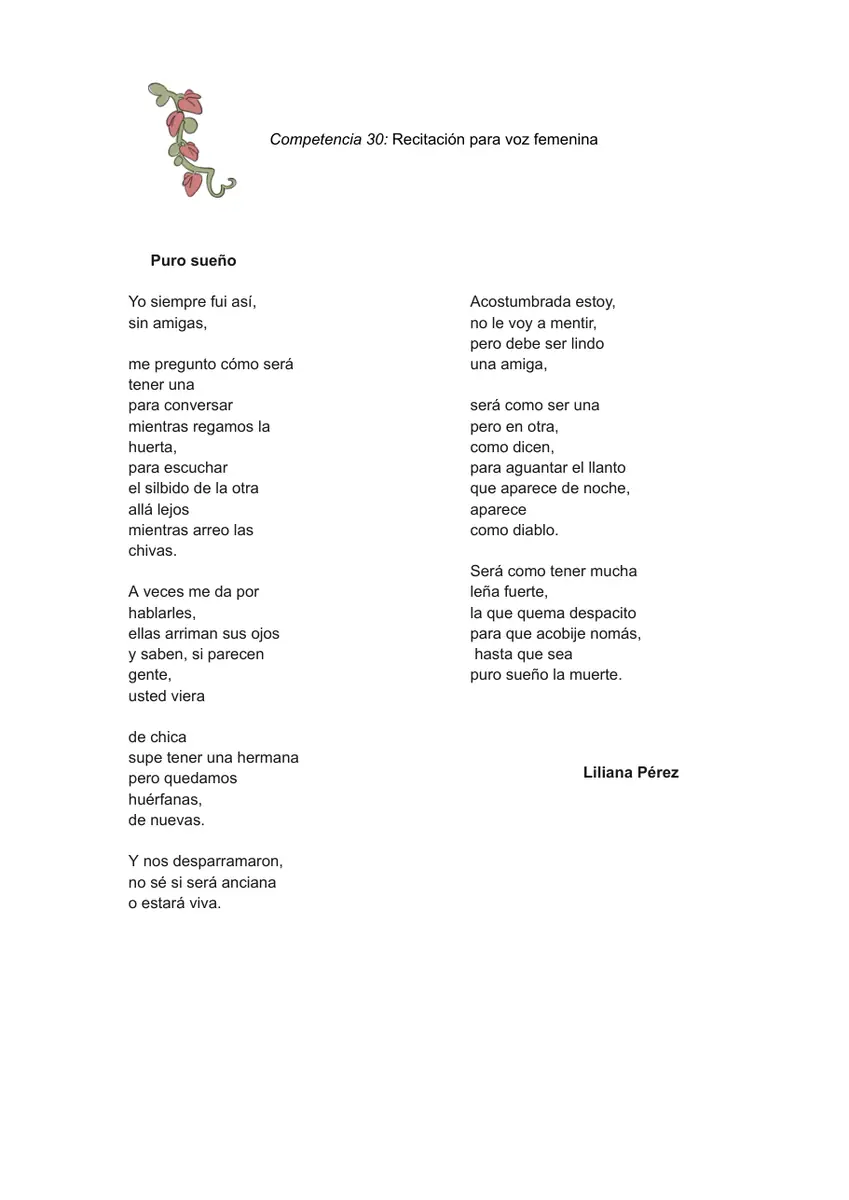 Competencia 30: Recitación para voz femenina
Puro sueño
Yo siempre fui así,
sin amigas,
me pregunto cómo será
tener una
para conversar
mientras regamos la
huerta,
para escuchar
el silbido de la otra
allá lejos
mientras arreo las
chivas.
A veces me da por
hablarles,
ellas arriman sus ojos
y saben, si parecen
gente,
usted viera
de chica
supe tener una hermana
pero quedamos
huérfanas,
de nuevas.
Y nos desparramaron,
no sé si será anciana
o estará viva.
Acostumbrada estoy,
no le voy a mentir,
pero debe ser lindo
una amiga,
será como ser una
pero en otra,
como dicen,
para aguantar el llanto
que aparece de noche,
aparece
como diablo.
Será como tener mucha
leña fuerte,
la que quema despacito
para que acobije nomás,
hasta que sea
puro sueño la muerte.
Liliana Pérez